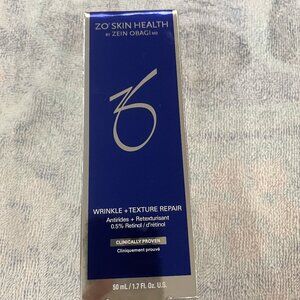 ZO® SKIN HEALTH
BY ZEIN OBAGI MD
WRINKLE + TEXTURE REPAIR
Antirides + Retexturisant
0.5% Retinol / d'rétinol
CLINICALLY PROVEN
Cliniquement prouvé
50 mL / 1.7 Fl. Oz. U.S.